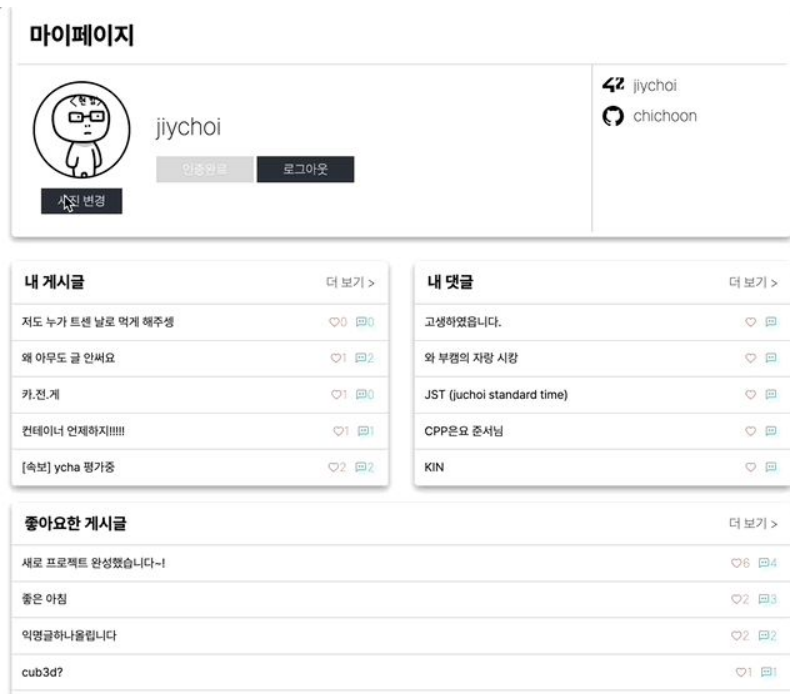 마이페이지
<현집>
jiychoi
인증완료 로그아웃
사진 변경
42 jiychoi
chichoon
내 게시글 더 보기 >
저도 누가 트센 날로 먹게 해주셍 0 0
왜 아무도 글 안써요 1 2
카.전.게 1 0
컨테이너 언제하지!!!!! 1 1
[속보] ycha 평가중 2 2
내 댓글 더 보기 >
고생하였읍니다.
와 부캠의 자랑 시캉
JST (juchoi standard time)
CPP은요 준서님
KIN
좋아요한 게시글 더 보기 >
새로 프로젝트 완성했습니다~! 6 4
좋은 아침 2 3
익명글하나올립니다 2 2
cub3d? 1 1